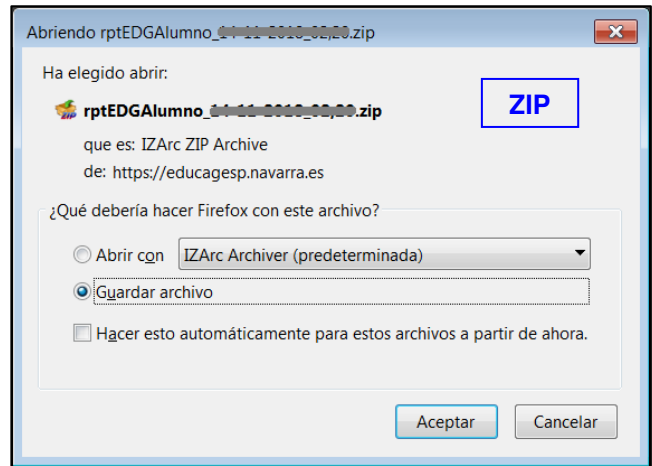 Abriendo rptEDGAlumno_.zip
Ha elegido abrir:
ZIP
rptEDGAlumno_.zip
que es: IZArc ZIP Archive
de: https://educagesp.navarra.es
¿Qué debería hacer Firefox con este archivo?
Abrir con IZArc Archiver (predeterminada)
Guardar archivo
Hacer esto automáticamente para estos archivos a partir de ahora.
Aceptar Cancelar